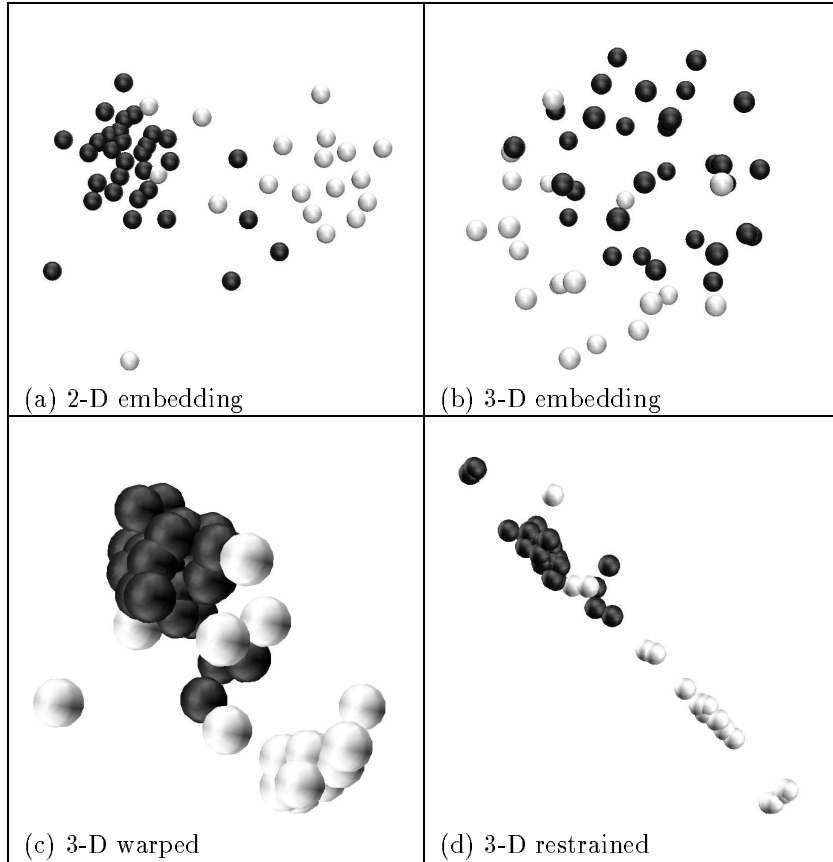 (a) 2-D embedding
(b) 3-D embedding
(c) 3-D warped
(d) 3-D restrained